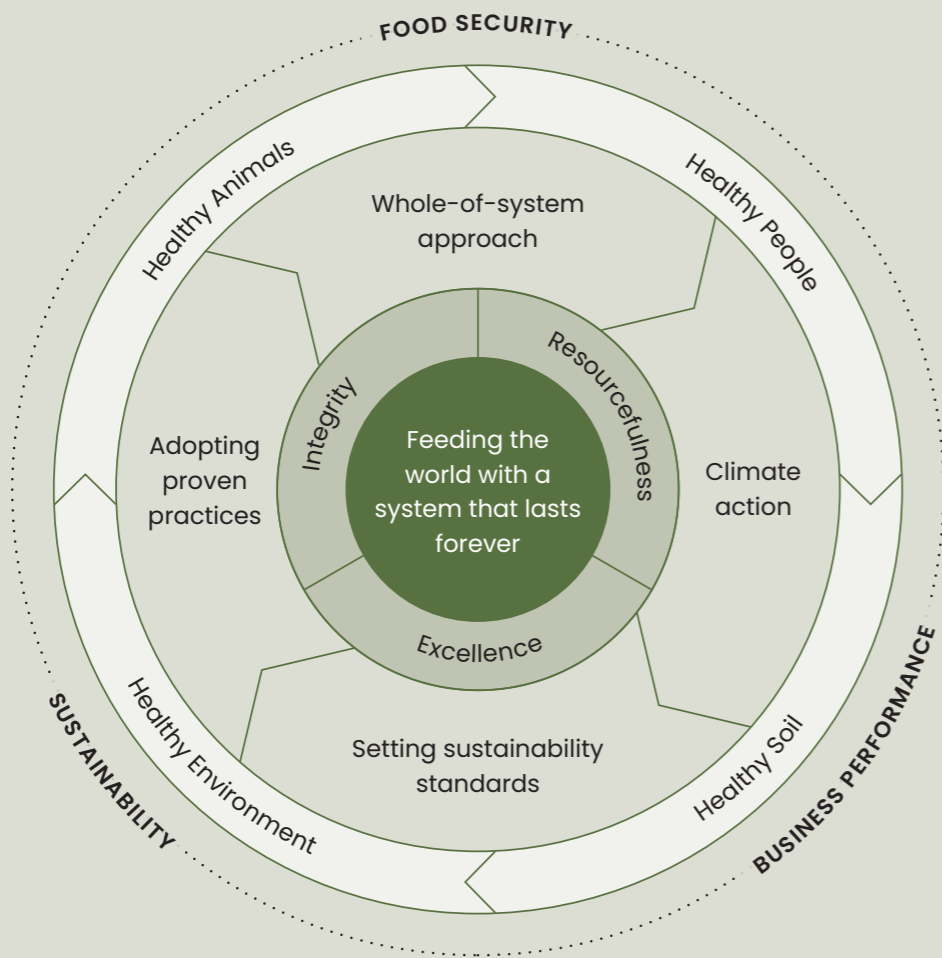 FOOD SECURITY
Healthy Animals
Healthy People
Whole-of-system
approach
Integrity
Resourcefulness
Adopting
proven
practices
Feeding the
world with a
system that lasts
forever
Climate
action
Excellence
Setting sustainability
standards
Healthy Environment
Healthy Soil
SUSTAINABILITY
BUSINESS PERFORMANCE